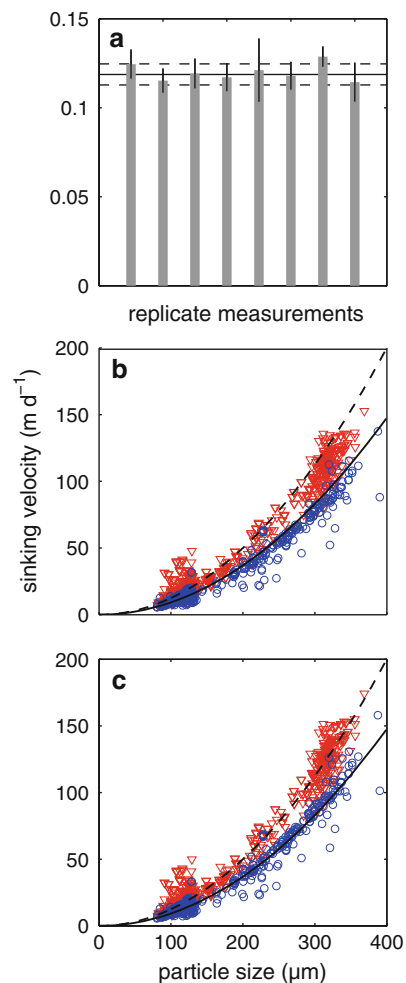 a
0.15
0.1
0.05
0
replicate measurements
sinking velocity (m d⁻¹)
b
200
150
100
50
0
c
200
150
100
50
0
0 100 200 300 400
particle size (µm)